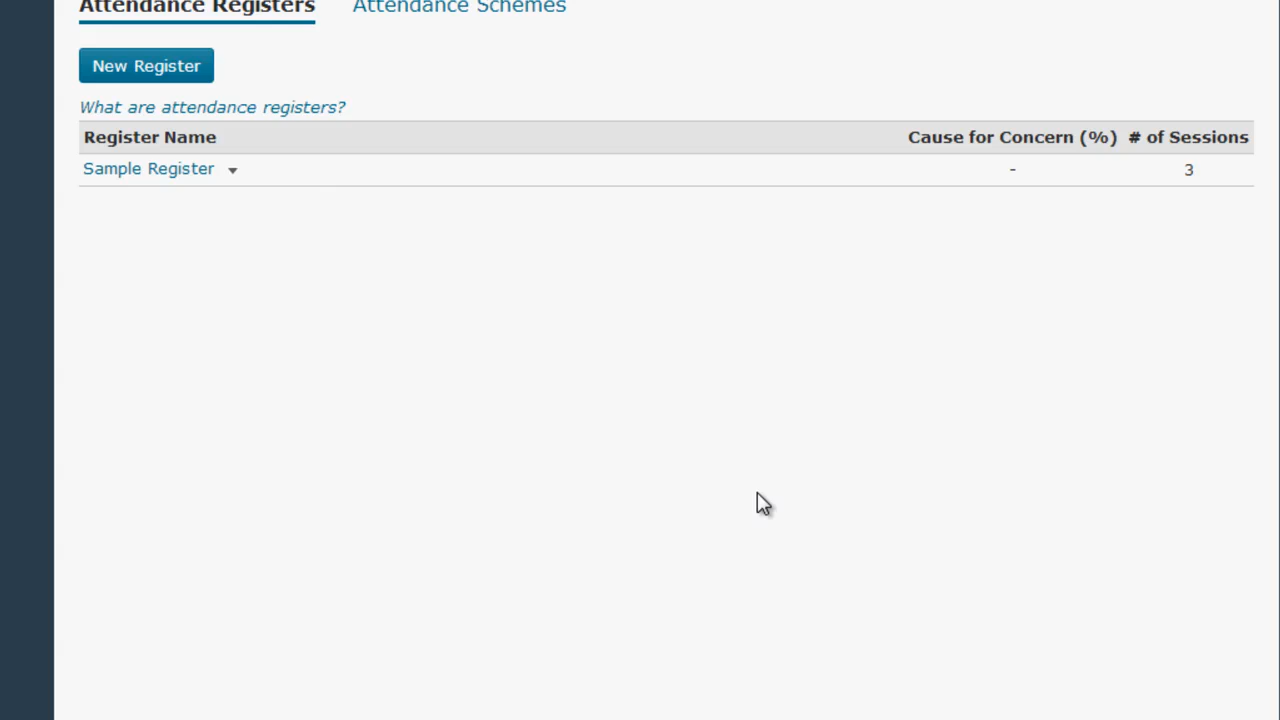 Attendance Registers Attendance Schemes
New Register
What are attendance registers?
Register Name Cause for Concern (%) # of Sessions
Sample Register - 3